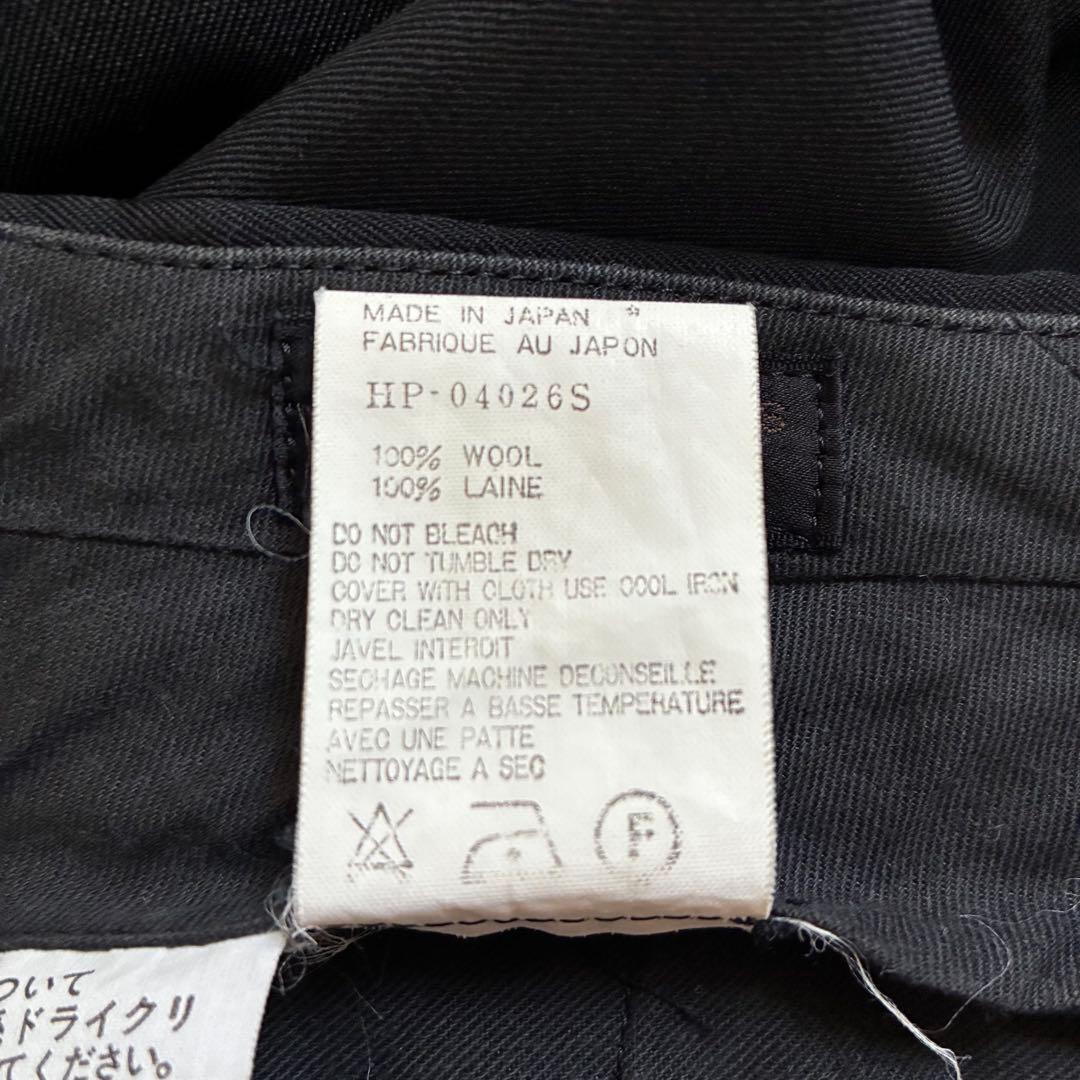 MADE IN JAPAN
FABRIQUE AU JAPON
HP-04026S
100% WOOL
100% LAINE
DO NOT BLEACH
DO NOT TUMBLE DRY
COVER WITH CLOTH USE COOL IRON
DRY CLEAN ONLY
JAVEL INTERDIT
SECHAGE MACHINE DECONSEILLE
REPASSER A BASSE TEMPERATURE
AVEC UNE PATTE
NETTOYAGE A SEC
F
ついて
ドライクリ
てください。